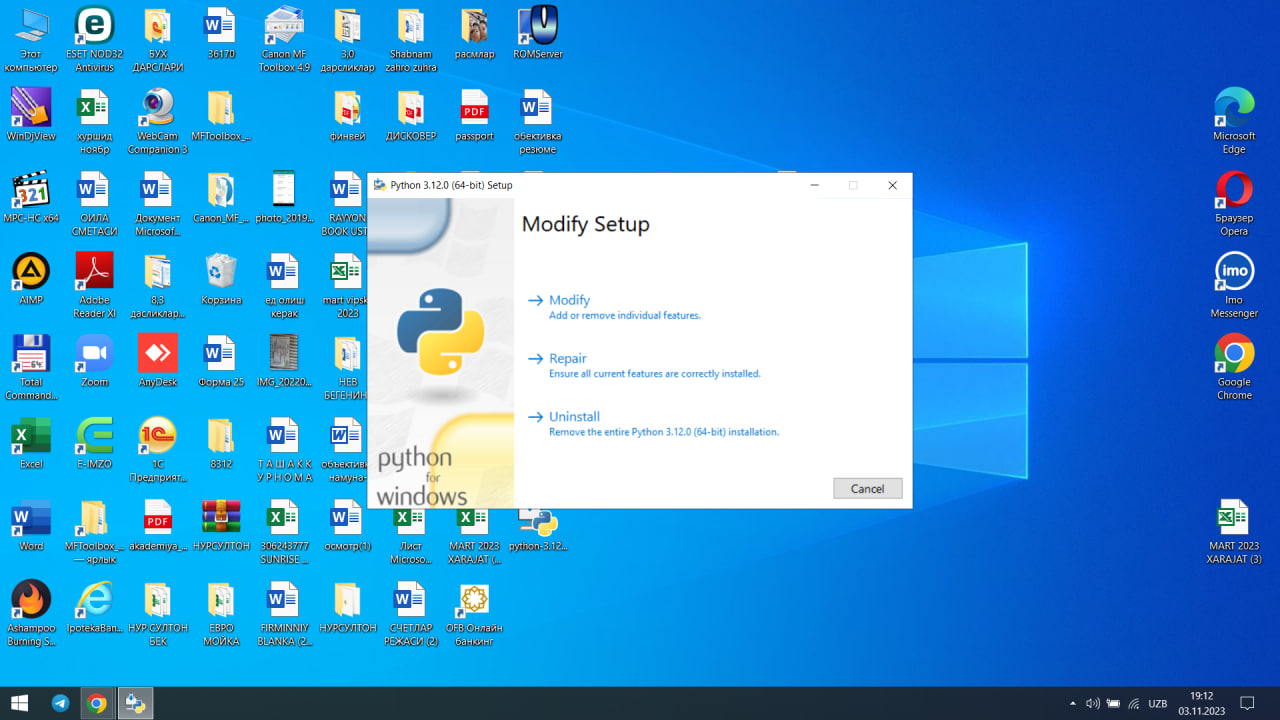 Этот компьютер
ESET NOD32 Antivirus
БУХ ДАРСЛАРИ
36170
Canon MF Toolbox 4.9
3,0 дарсликлар
Shabnam zahro zuhra
расмлар
ROMServer
WinDjView
хуршид ноябр
WebCam Companion 3
MFToolbox_...
финвей
ДИСКОВЕР
passport
обективка резюме
Microsoft Edge
MPC-HC x64
ОИЛА СМЕТАСИ
Документ Microsof...
Canon_MF_...
photo_2019...
RAYYON BOOK UST
Браузер Opera
AIMP
Adobe Reader XI
8,3 дасликлар...
Корзина
ед олиш керак
mart vipsk 2023
imo
Imo Messenger
Total Command...
Zoom
AnyDesk
Форма 25
IMG_20220...
НЕВ БЕГЕНИН
Google Chrome
Excel
E-IMZO
1С Предприят...
8312
Т А Ш А К К У Р Н О М А
объективк намуна-
Word
MFToolbox_... — ярлык
akademiya_...
НУРСУЛТОН
306243777 SUNRISE ...
осмотр(1)
Лист Microso...
MART 2023 XARAJAT (...
python-3.12...
MART 2023 XARAJAT (3)
Ashampoo Burning S...
IpotekaBan...
НУР СУЛТОН БЕК
ЕВРО МОЙКА
FIRMINNIY BLANKA (2...
НУРСУЛТОН
СЧЕТЛАР РЕЖАСИ (2)
OFB Онлайн банкинг
Python 3.12.0 (64-bit) Setup
Modify Setup
Modify
Add or remove individual features.
Repair
Ensure all current features are correctly installed.
Uninstall
Remove the entire Python 3.12.0 (64-bit) installation.
python
for
windows
Cancel
UZB
19:12
03.11.2023